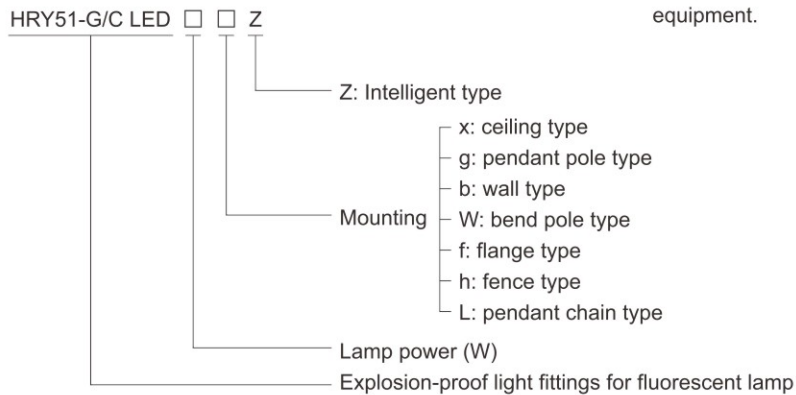 HRY51-G/C LED □ □ Z
equipment.
Z: Intelligent type
x: ceiling type
g: pendant pole type
b: wall type
Mounting
W: bend pole type
f: flange type
h: fence type
L: pendant chain type
Lamp power (W)
Explosion-proof light fittings for fluorescent lamp